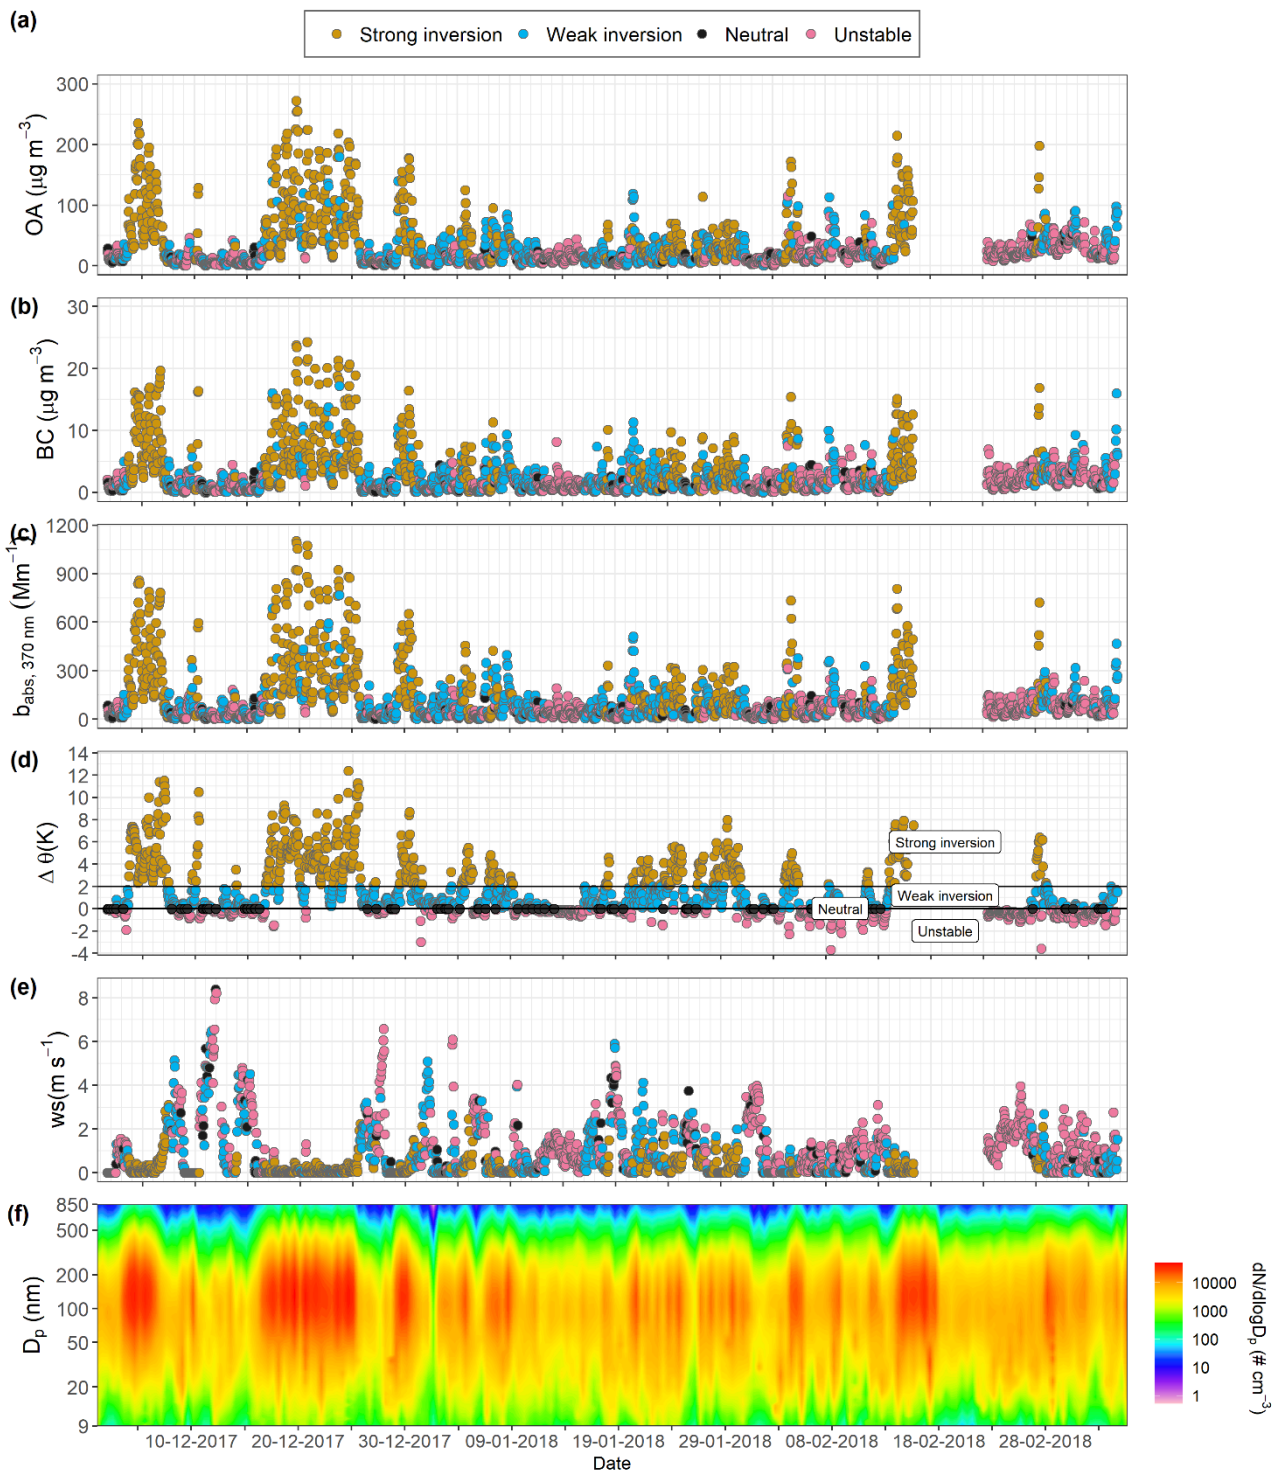 (a)
Strong inversion Weak inversion Neutral Unstable
OA (µg m−3)
300
200
100
0
(b)
BC (µg m−3)
30
20
10
0
(c)
babs, 370 nm (Mm−1)
1200
900
600
300
0
(d)
Δ θ(K)
14
12
10
8
6
4
2
0
-2
-4
Strong inversion
Weak inversion
Neutral
Unstable
(e)
ws(m s−1)
8
6
4
2
0
(f)
Dp (nm)
850
500
200
100
50
20
9
10-12-2017 20-12-2017 30-12-2017 09-01-2018 19-01-2018 29-01-2018 08-02-2018 18-02-2018 28-02-2018
Date
10000
1000
100
10
1
dN/dlogDp (# cm−3)